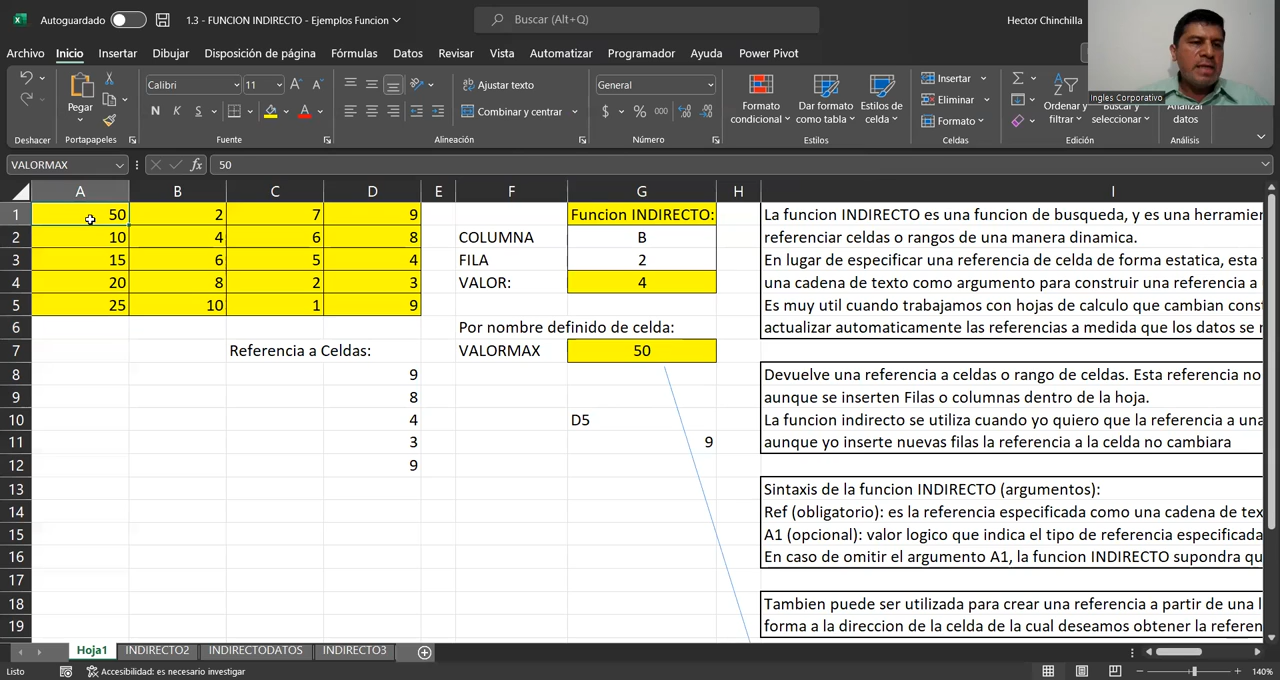 Autoguardado
1.3 - FUNCION INDIRECTO - Ejemplos Funcion
Buscar (Alt+Q)
Hector Chinchilla
Archivo Inicio Insertar Dibujar Disposición de página Fórmulas Datos Revisar Vista Automatizar Programador Ayuda Power Pivot
Pegar
Calibri 11
N K S
Ajustar texto
Combinar y centrar
General
$ % 000
Formato condicional
Dar formato como tabla
Estilos de celda
Insertar
Eliminar
Formato
Ordenar y filtrar
Buscar y seleccionar
Analizar datos
Ingles Corporativo
Deshacer Portapapeles Fuente Alineación Número Estilos Celdas Edición Análisis
VALORMAX fx 50
A B C D E F G H I
1 50 2 7 9 Funcion INDIRECTO: La funcion INDIRECTO es una funcion de busqueda, y es una
2 10 4 6 8 COLUMNA B referenciar celdas o rangos de una manera dinamica.
3 15 6 5 4 FILA 2 En lugar de especificar una referencia de celda de forma estatica, esta
4 20 8 2 3 VALOR: 4 una cadena de texto como argumento para construir una referencia a
5 25 10 1 9 Es muy util cuando trabajamos con hojas de calculo que cambian
6 Por nombre definido de celda: actualizar automaticamente las referencias a medida que los datos se
7 Referencia a Celdas: VALORMAX 50
8 9 Devuelve una referencia a celdas o rango de celdas. Esta referencia no
9 8 aunque se inserten Filas o columnas dentro de la hoja.
10 4 D5 La funcion indirecto se utiliza cuando yo quiero que la referencia a
11 3 9 aunque yo inserte nuevas filas la referencia a la celda no cambiara
12 9
13 Sintaxis de la funcion INDIRECTO (argumentos):
14 Ref (obligatorio): es la referencia especificada como una cadena de
15 A1 (opcional): valor logico que indica el tipo de referencia especificada
16 En caso de omitir el argumento A1, la funcion INDIRECTO supondra
17
18 Tambien puede ser utilizada para crear una referencia a partir de una
19 forma a la direccion de la celda de la cual deseamos obtener la
Hoja1 INDIRECTO2 INDIRECTODATOS INDIRECTO3
Listo Accesibilidad: es necesario investigar 140%